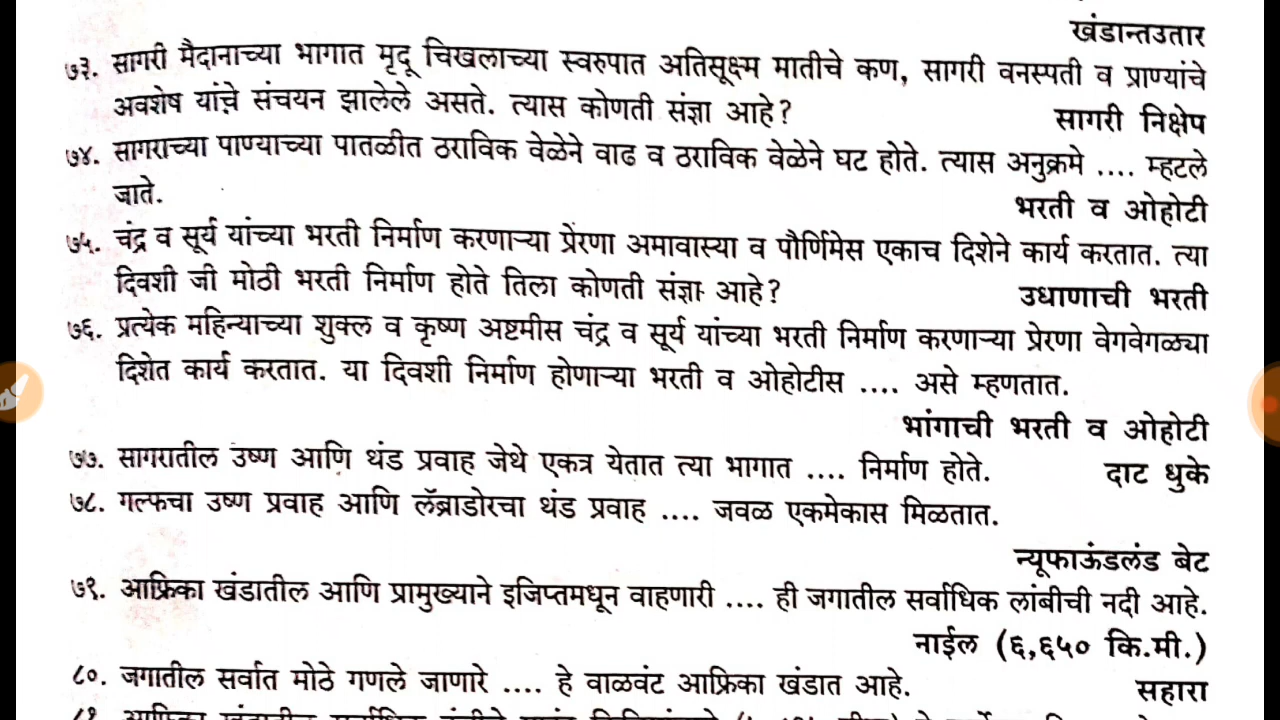 खंडान्तउतार
७३. सागरी मैदानाच्या भागात मृदू चिखलाच्या स्वरुपात अतिसूक्ष्म मातीचे कण, सागरी वनस्पती व प्राण्यांचे
अवशेष यांचे संचयन झालेले असते. त्यास कोणती संज्ञा आहे? सागरी निक्षेप
७४. सागराच्या पाण्याच्या पातळीत ठराविक वेळेने वाढ व ठराविक वेळेने घट होते. त्यास अनुक्रमे .... म्हटले
जाते. भरती व ओहोटी
७५. चंद्र व सूर्य यांच्या भरती निर्माण करणाऱ्या प्रेरणा अमावास्या व पौर्णिमेस एकाच दिशेने कार्य करतात. त्या
दिवशी जी मोठी भरती निर्माण होते तिला कोणती संज्ञा आहे? उधाणाची भरती
७६. प्रत्येक महिन्याच्या शुक्ल व कृष्ण अष्टमीस चंद्र व सूर्य यांच्या भरती निर्माण करणाऱ्या प्रेरणा वेगवेगळ्या
दिशेत कार्य करतात. या दिवशी निर्माण होणाऱ्या भरती व ओहोटीस .... असे म्हणतात.
भांगाची भरती व ओहोटी
७७. सागरातील उष्ण आणि थंड प्रवाह जेथे एकत्र येतात त्या भागात .... निर्माण होते. दाट धुके
७८. गल्फचा उष्ण प्रवाह आणि लॅब्राडोरचा थंड प्रवाह .... जवळ एकमेकास मिळतात.
न्यूफाऊंडलंड बेट
७९. आफ्रिका खंडातील आणि प्रामुख्याने इजिप्तमधून वाहणारी .... ही जगातील सर्वाधिक लांबीची नदी आहे.
नाईल (६,६५० कि.मी.)
८०. जगातील सर्वात मोठे गणले जाणारे .... हे वाळवंट आफ्रिका खंडात आहे. सहारा